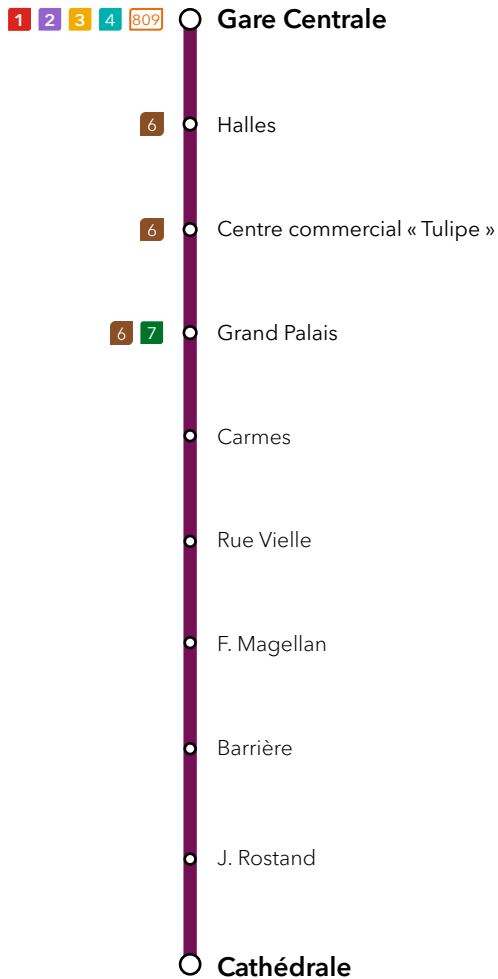 1 2 3 4 809 Gare Centrale
6 Halles
6 Centre commercial « Tulipe »
6 7 Grand Palais
Carmes
Rue Vielle
F. Magellan
Barrière
J. Rostand
Cathédrale